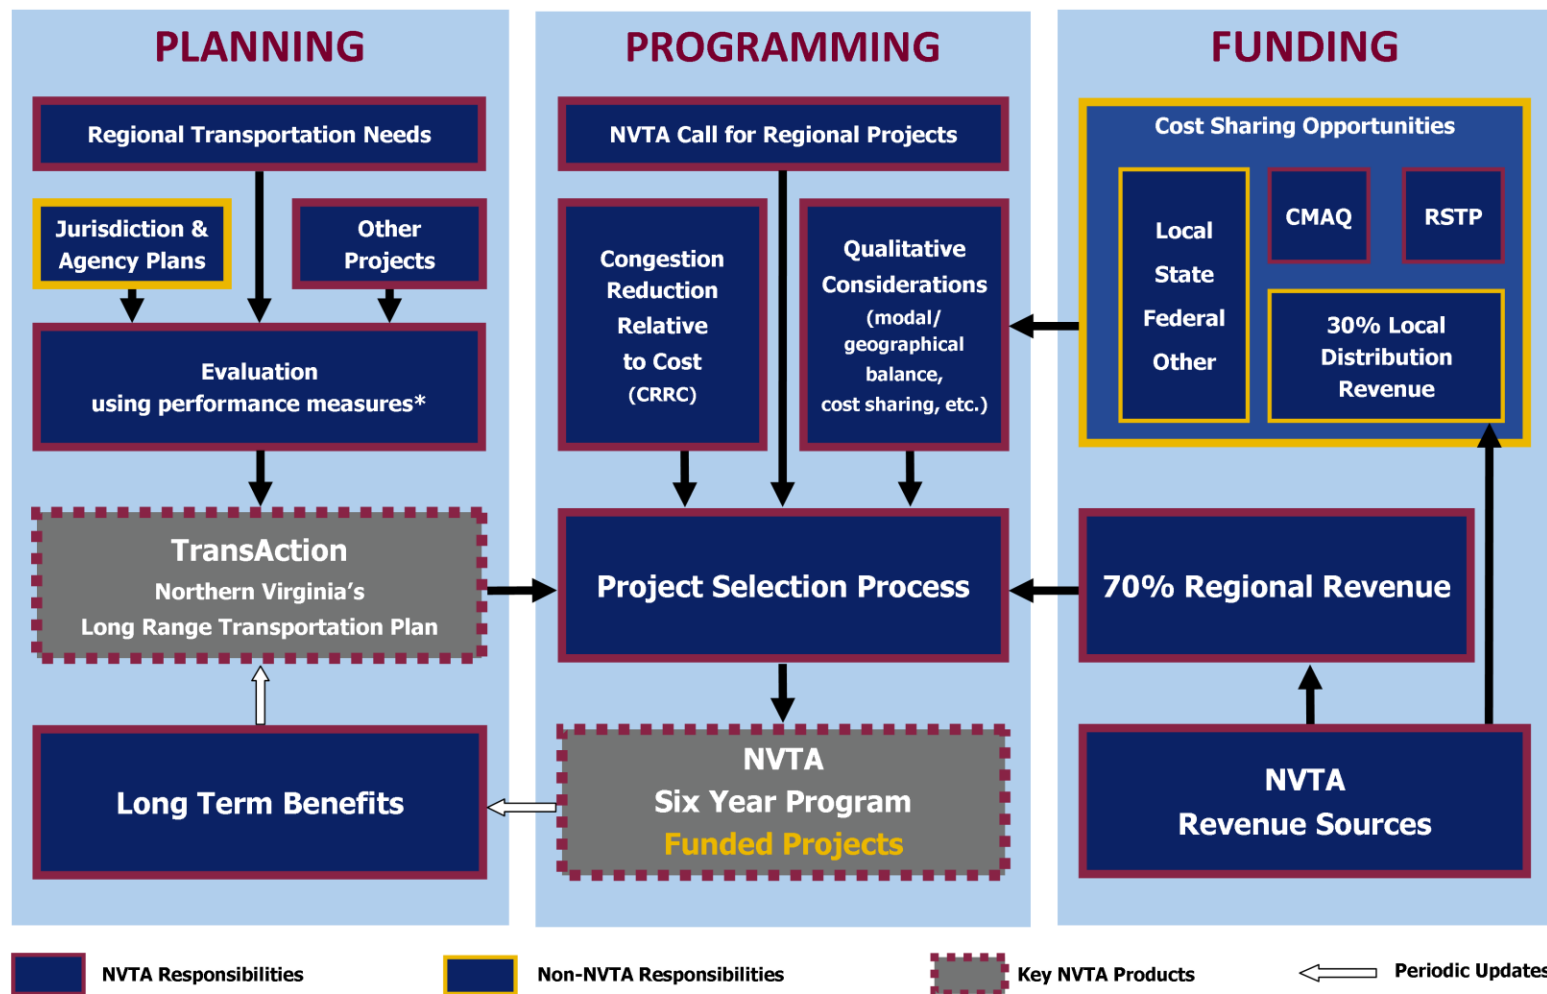 PLANNING
Regional Transportation Needs
Jurisdiction &
Agency Plans
Other
Projects
Evaluation
using performance measures*
TransAction
Northern Virginia’s
Long Range Transportation Plan
Long Term Benefits
PROGRAMMING
NVTA Call for Regional Projects
Congestion
Reduction
Relative
to Cost
(CRRC)
Qualitative
Considerations
(modal/
geographical
balance,
cost sharing, etc.)
Project Selection Process
NVTA
Six Year Program
Funded Projects
FUNDING
Cost Sharing Opportunities
Local
State
Federal
Other
CMAQ
RSTP
30% Local
Distribution
Revenue
70% Regional Revenue
NVTA
Revenue Sources
NVTA Responsibilities
Non-NVTA Responsibilities
Key NVTA Products
Periodic Updates